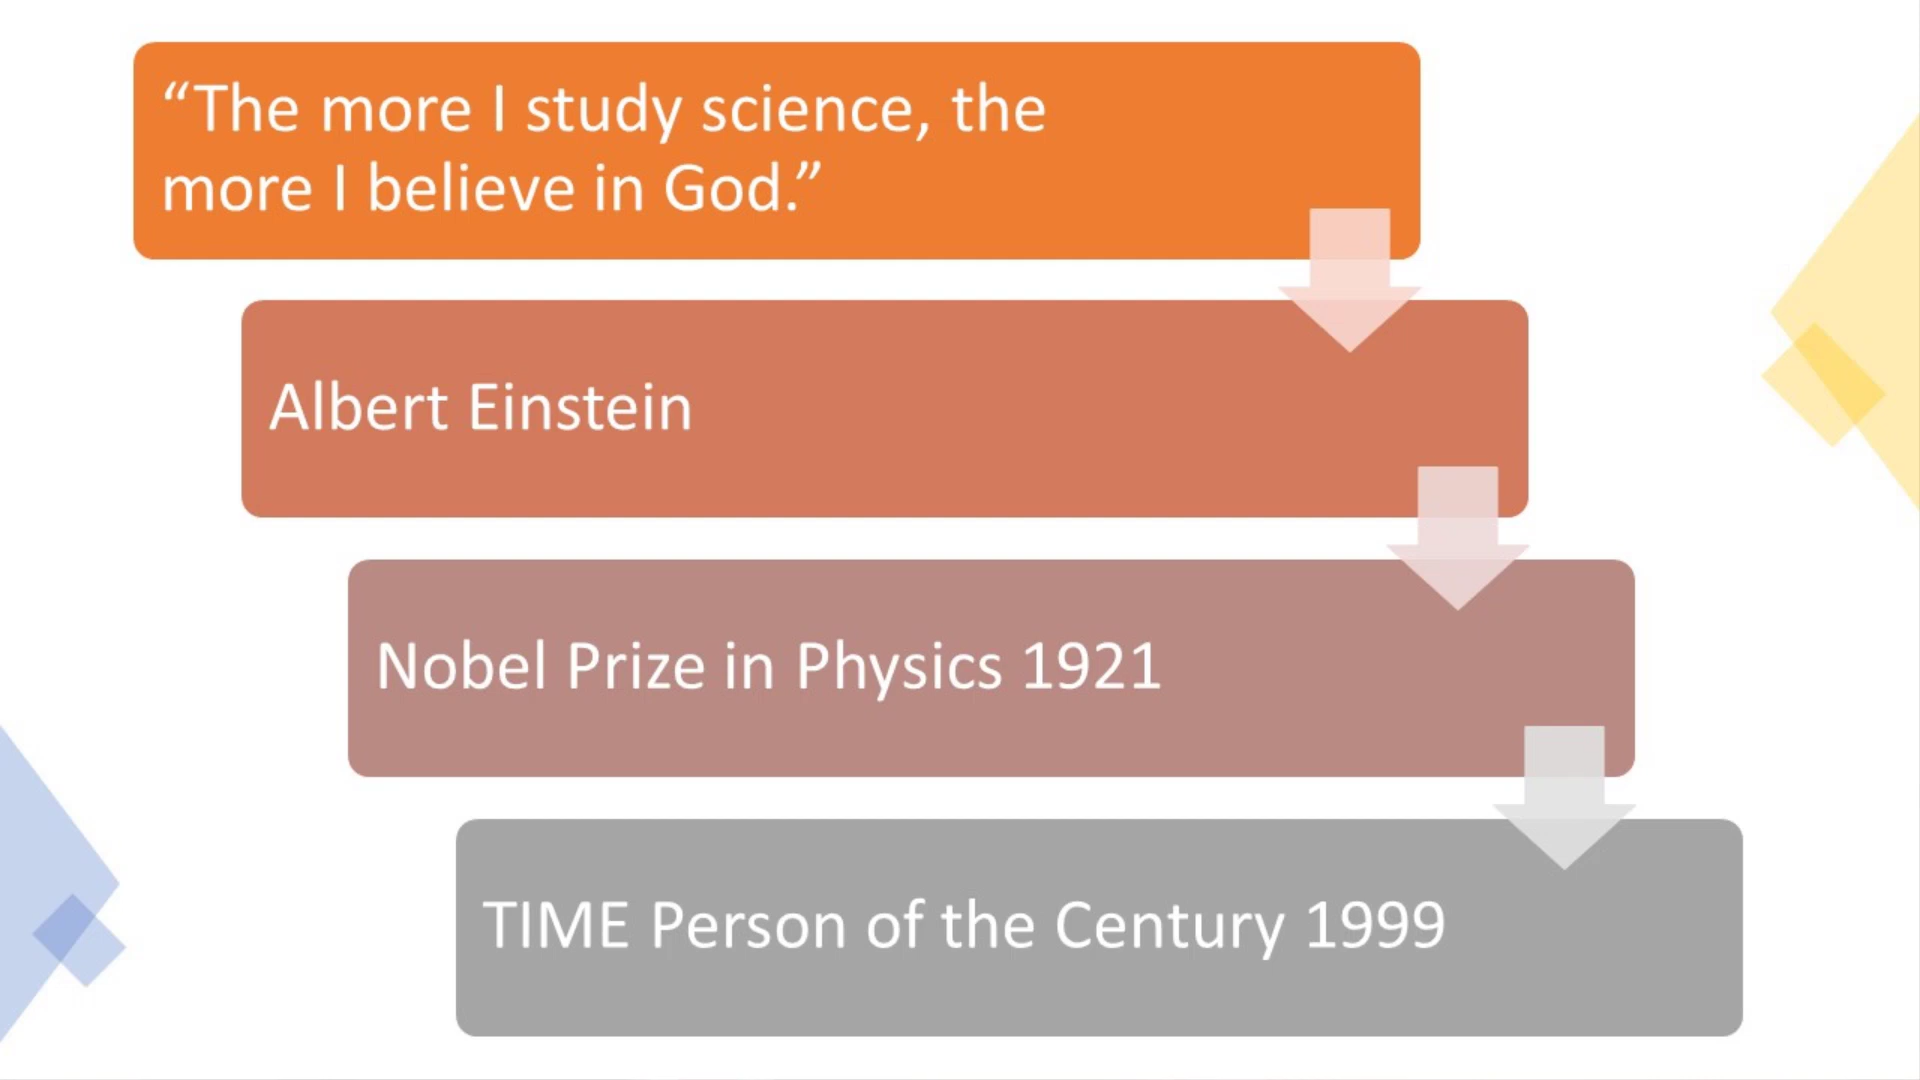 “The more I study science, the
more I believe in God.”
Albert Einstein
Nobel Prize in Physics 1921
TIME Person of the Century 1999